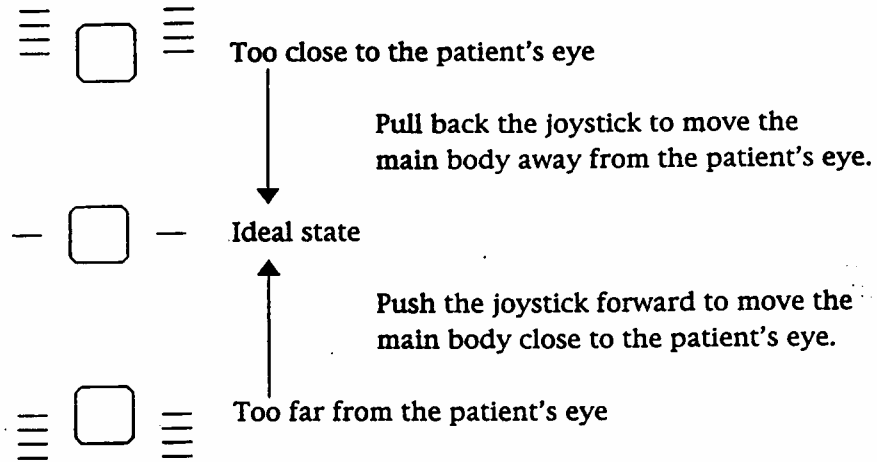 Too close to the patient's eye
Pull back the joystick to move the
main body away from the patient's eye.
Ideal state
Push the joystick forward to move the
main body close to the patient's eye.
Too far from the patient's eye